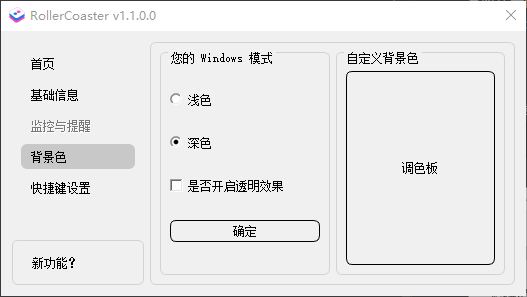 RollerCoaster v1.1.0.0
首页
基础信息
监控与提醒
背景色
快捷键设置
新功能？
您的 Windows 模式
浅色
深色
是否开启透明效果
确定
自定义背景色
调色板